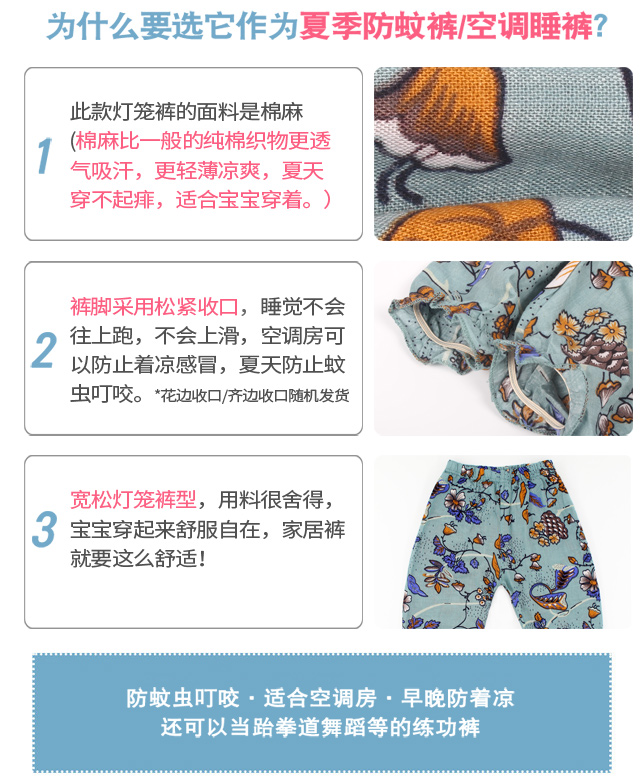 为什么要选它作为夏季防蚊裤/空调睡裤?
1
此款灯笼裤的面料是棉麻
(棉麻比一般的纯棉织物更透
气吸汗，更轻薄凉爽，夏天
穿不起痱，适合宝宝穿着。）
2
裤脚采用松紧收口，睡觉不会
往上跑，不会上滑，空调房可
以防止着凉感冒，夏天防止蚊
虫叮咬。*花边收口/齐边收口随机发货
3
宽松灯笼裤型，用料很舍得，
宝宝穿起来舒服自在，家居裤
就要这么舒适！
防蚊虫叮咬·适合空调房·早晚防着凉
还可以当跆拳道舞蹈等的练功裤